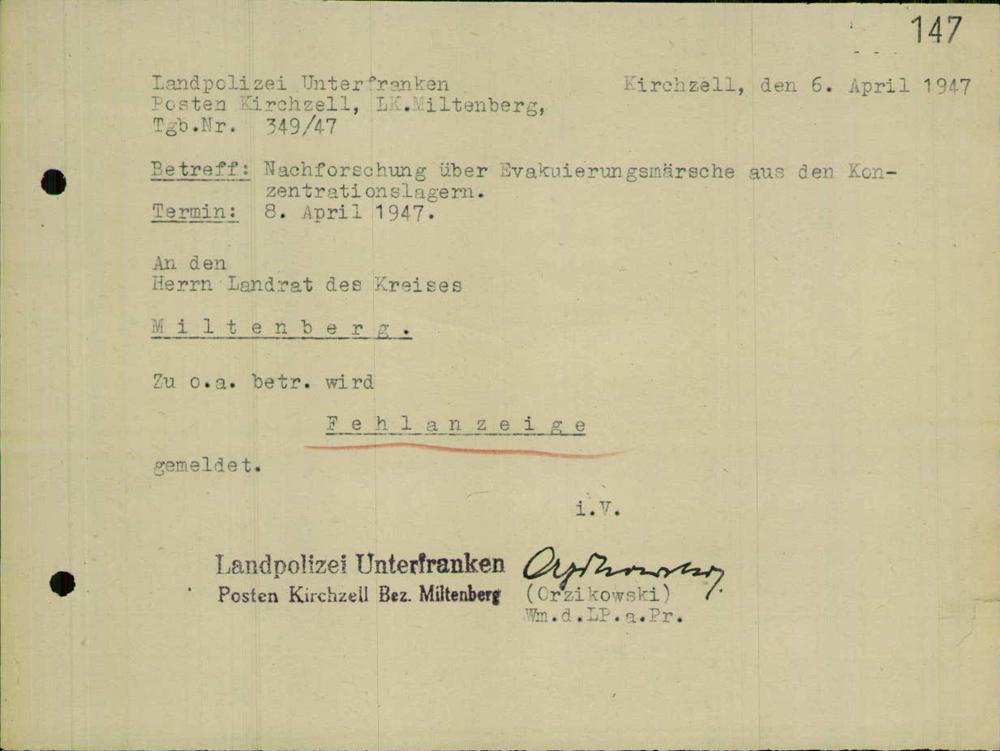 147
Landpolizei Unterfranken Kirchzell, den 6. April 1947
Posten Kirchzell, LK.Miltenberg,
Tgb.Nr. 349/47
Betreff: Nachforschung über Evakuierungsmärsche aus den Kon-
zentrationslagern.
Termin: 8. April 1947.
An den
Herrn Landrat des Kreises
M i l t e n b e r g .
Zu o.a. betr. wird
F e h l a n z e i g e
gemeldet.
i.V.
Landpolizei Unterfranken Orzikowski
Posten Kirchzell Bez. Miltenberg (Orzikowski)
Wm.d.LP.a.Pr.